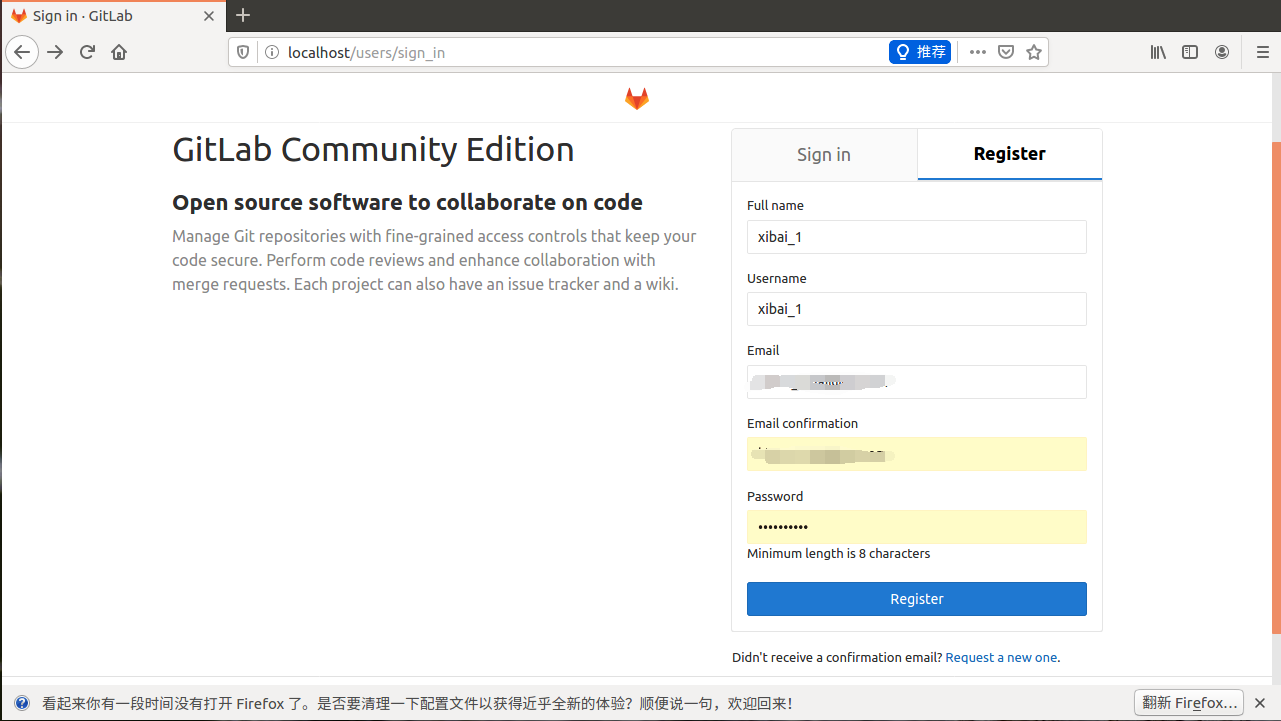 Sign in · GitLab
localhost/users/sign_in
推荐
GitLab Community Edition
Open source software to collaborate on code
Manage Git repositories with fine-grained access controls that keep your
code secure. Perform code reviews and enhance collaboration with
merge requests. Each project can also have an issue tracker and a wiki.
Sign in
Register
Full name
xibai_1
Username
xibai_1
Email
Email confirmation
Password
••••••••••
Minimum length is 8 characters
Register
Didn't receive a confirmation email? Request a new one.
看起来你有一段时间没有打开 Firefox 了。是否要清理一下配置文件以获得近乎全新的体验？顺便说一句，欢迎回来！
翻新 Firefox...